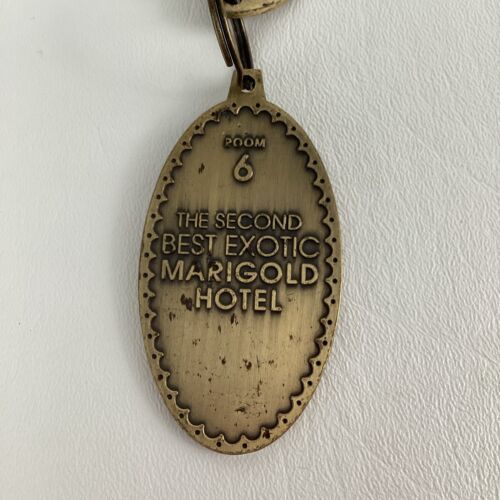 ROOM
6
THE SECOND
BEST EXOTIC
MARIGOLD
HOTEL